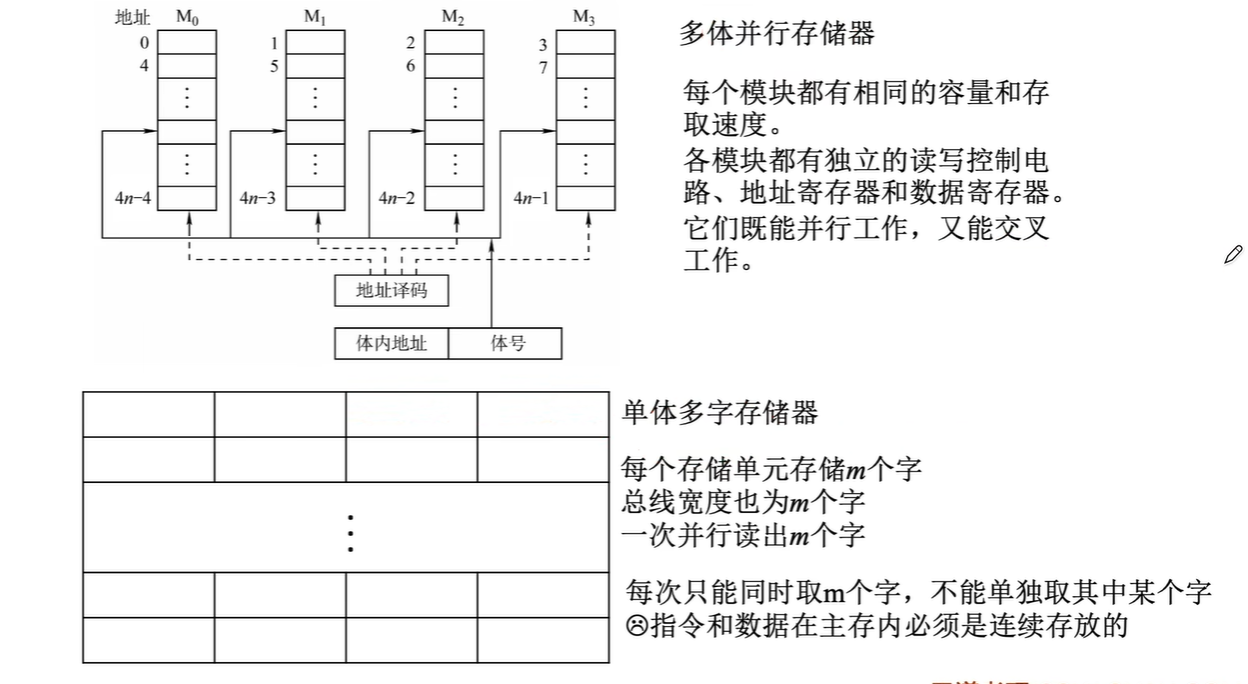 地址 M0 M1 M2 M3
0 1 2 3
4 5 6 7
4n−4 4n−3 4n−2 4n−1
地址译码
体内地址 体号
多体并行存储器
每个模块都有相同的容量和存
取速度。
各模块都有独立的读写控制电
路、地址寄存器和数据寄存器。
它们既能并行工作，又能交叉
工作。
单体多字存储器
每个存储单元存储m个字
总线宽度也为m个字
一次并行读出m个字
每次只能同时取m个字，不能单独取其中某个字
☹指令和数据在主存内必须是连续存放的